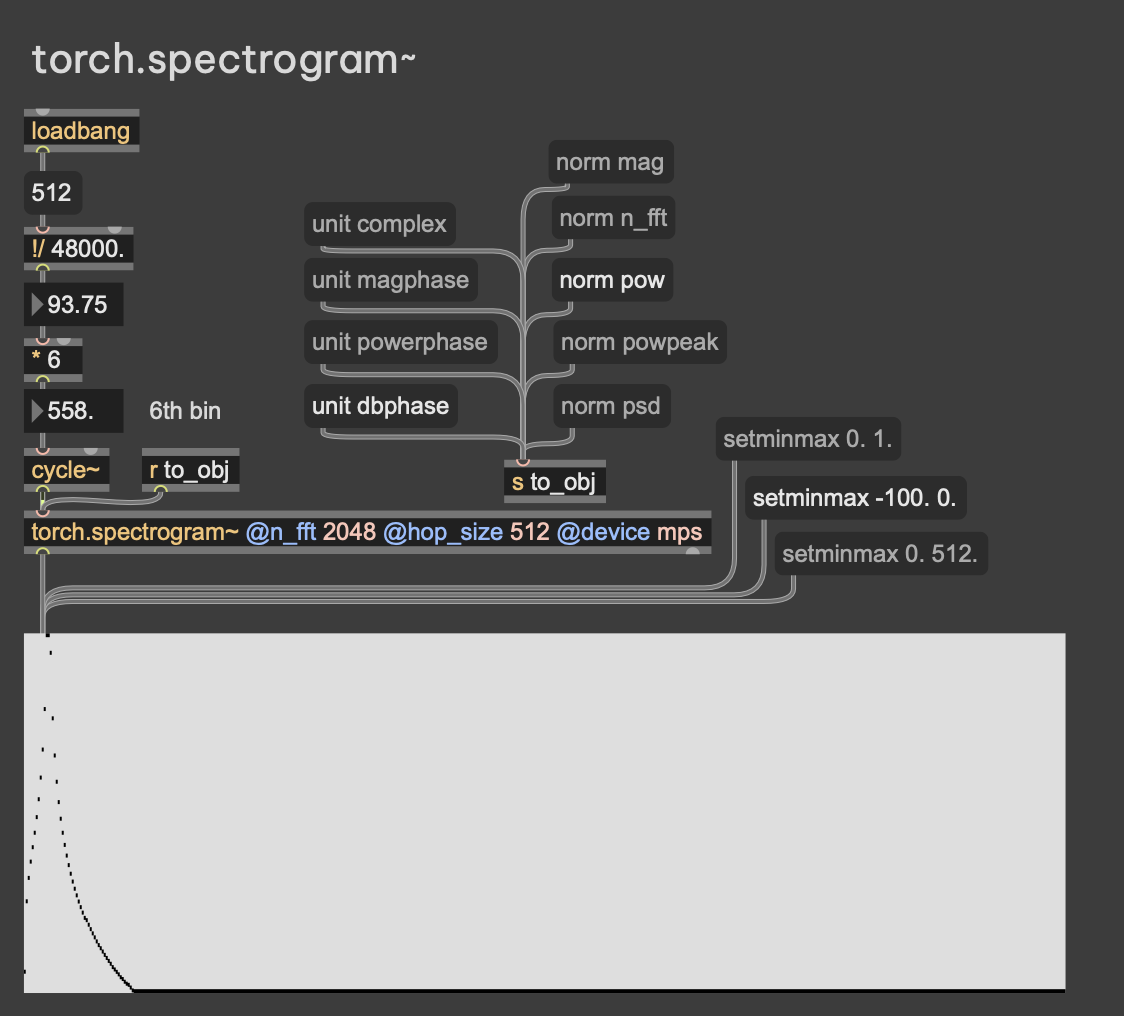 torch.spectrogram~
loadbang
512
!/ 48000.
93.75
* 6
558.
6th bin
cycle~
r to_obj
unit complex
unit magphase
unit powerphase
unit dbphase
norm mag
norm n_fft
norm pow
norm powpeak
norm psd
s to_obj
setminmax 0. 1.
setminmax -100. 0.
setminmax 0. 512.
torch.spectrogram~ @n_fft 2048 @hop_size 512 @device mps